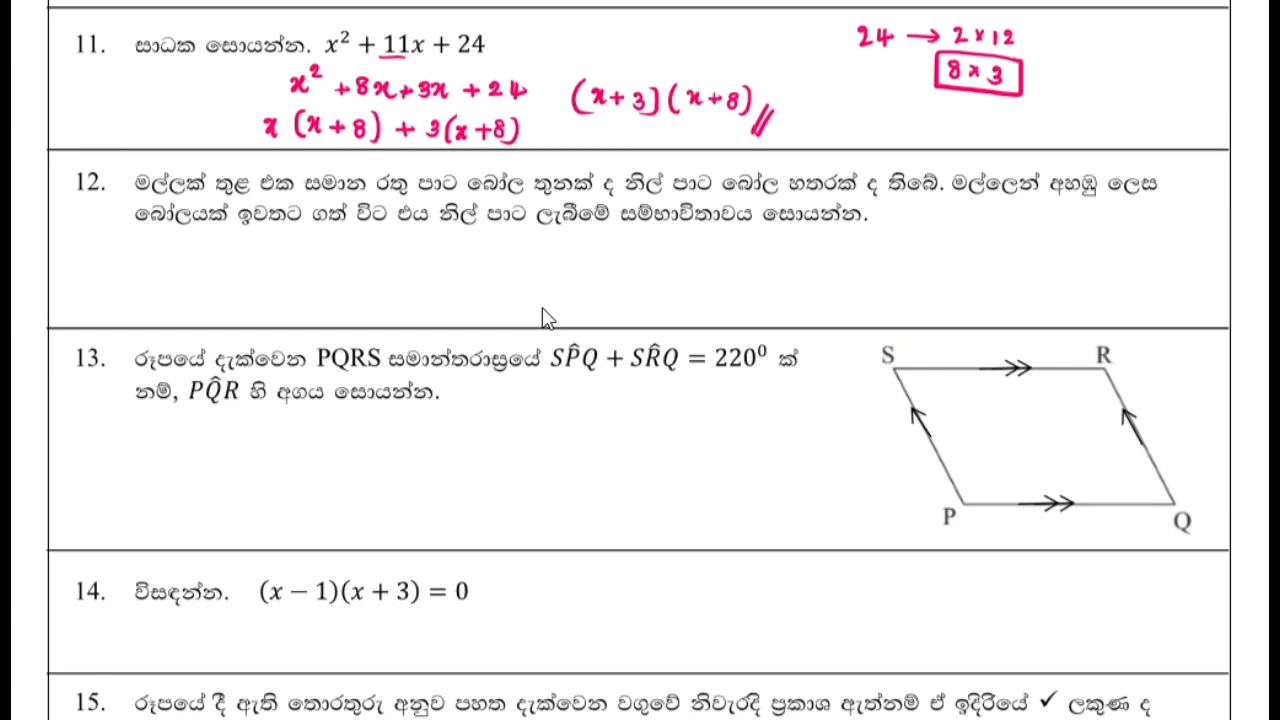 11. සාධක සොයන්න. x² + 11x + 24
24 → 2 × 12
8 × 3
x² + 8x + 3x + 24 (x + 3)(x + 8)//
x (x + 8) + 3(x + 8)
12. මල්ලක් තුළ එක සමාන රතු පාට බෝල තුනක් ද නිල් පාට බෝල හතරක් ද තිබේ. මල්ලෙන් අහඹු ලෙස
බෝලයක් ඉවතට ගත් විට එය නිල් පාට ලැබීමේ සම්භාවිතාවය සොයන්න.
13. රූපයේ දැක්වෙන PQRS සමාන්තරාස්‍රයේ SP̂Q + SR̂Q = 220⁰ ක්
නම්, PQ̂R හි අගය සොයන්න.
S R
P Q
14. විසඳන්න. (x − 1)(x + 3) = 0
15. රූපයේ දී ඇති තොරතුරු අනුව පහත දැක්වෙන වගුවේ නිවැරදි ප්‍රකාශ ඇත්නම් ඒ ඉදිරියේ ✓ ලකුණ ද